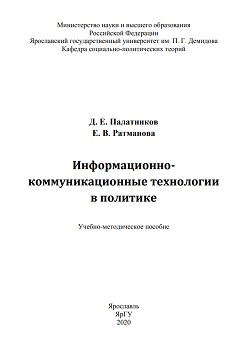 Министерство науки и высшего образования
Российской Федерации
Ярославский государственный университет им. П. Г. Демидова
Кафедра социально-политических теорий
Д. Е. Палатников
Е. В. Ратманова
Информационно-
коммуникационные технологии
в политике
Учебно-методическое пособие
Ярославль
ЯрГУ
2020